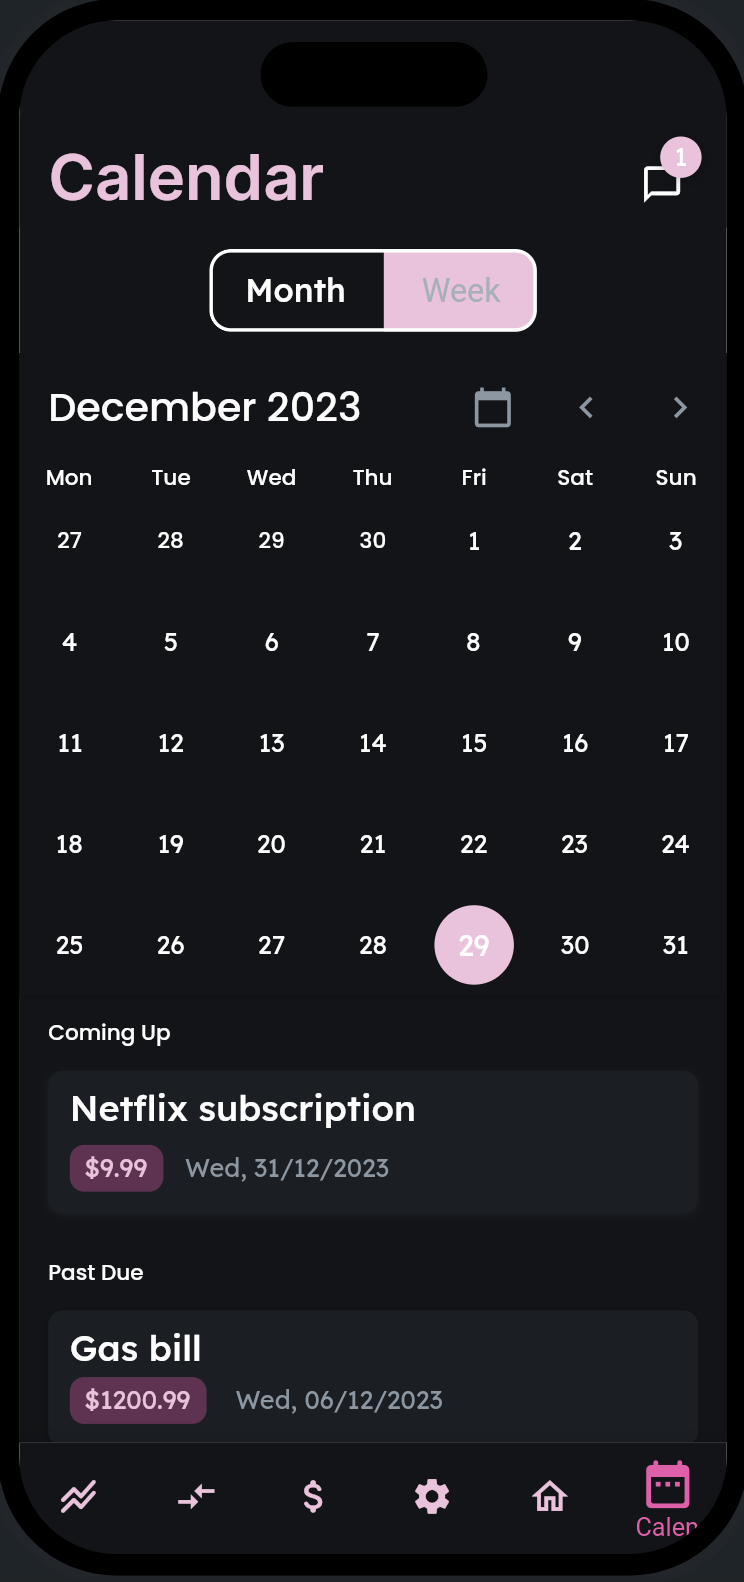 Calendar
1
Month Week
December 2023
Mon Tue Wed Thu Fri Sat Sun
27 28 29 30 1 2 3
4 5 6 7 8 9 10
11 12 13 14 15 16 17
18 19 20 21 22 23 24
25 26 27 28 29 30 31
Coming Up
Netflix subscription
$9.99 Wed, 31/12/2023
Past Due
Gas bill
$1200.99 Wed, 06/12/2023
Calen